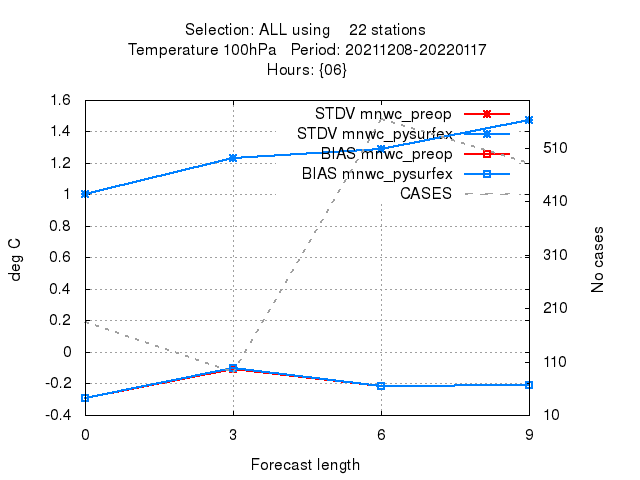 Selection: ALL using    22 stations
Temperature 100hPa   Period: 20211208-20220117
Hours: {06}
1.6
1.4
1.2
1
0.8
0.6
0.4
0.2
0
-0.2
-0.4
deg C
STDV mnwc_preop
STDV mnwc_pysurfex
BIAS mnwc_preop
BIAS mnwc_pysurfex
CASES
510
410
310
210
110
10
No cases
0
3
6
9
Forecast length